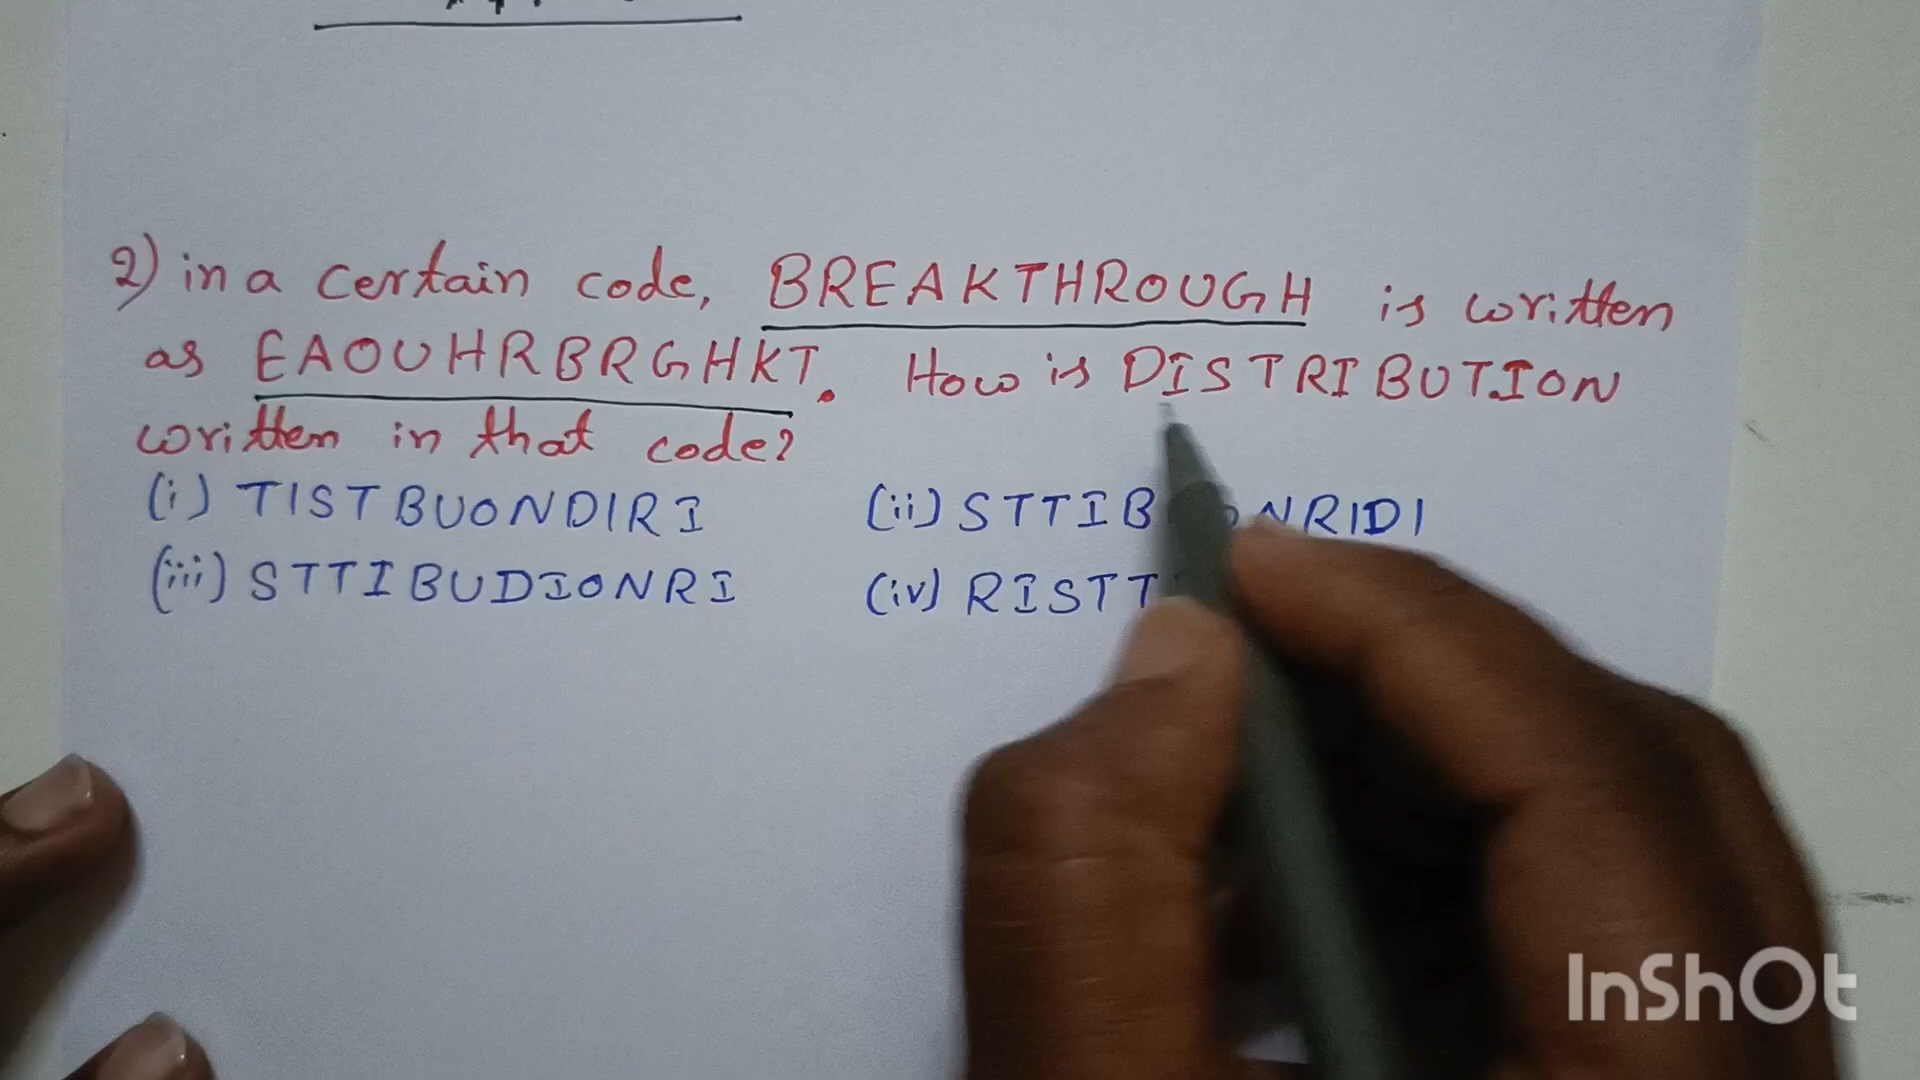 2) in a certain code, BREAKTHROUGH is written
as EAOUHRBRGHKT. How is DISTRIBUTION
written in that code?
(i) TISTBUONDIRI (ii) STTIB NRIDI
(iii) STTIBUDIONRI (iv) RISTT
InShOt